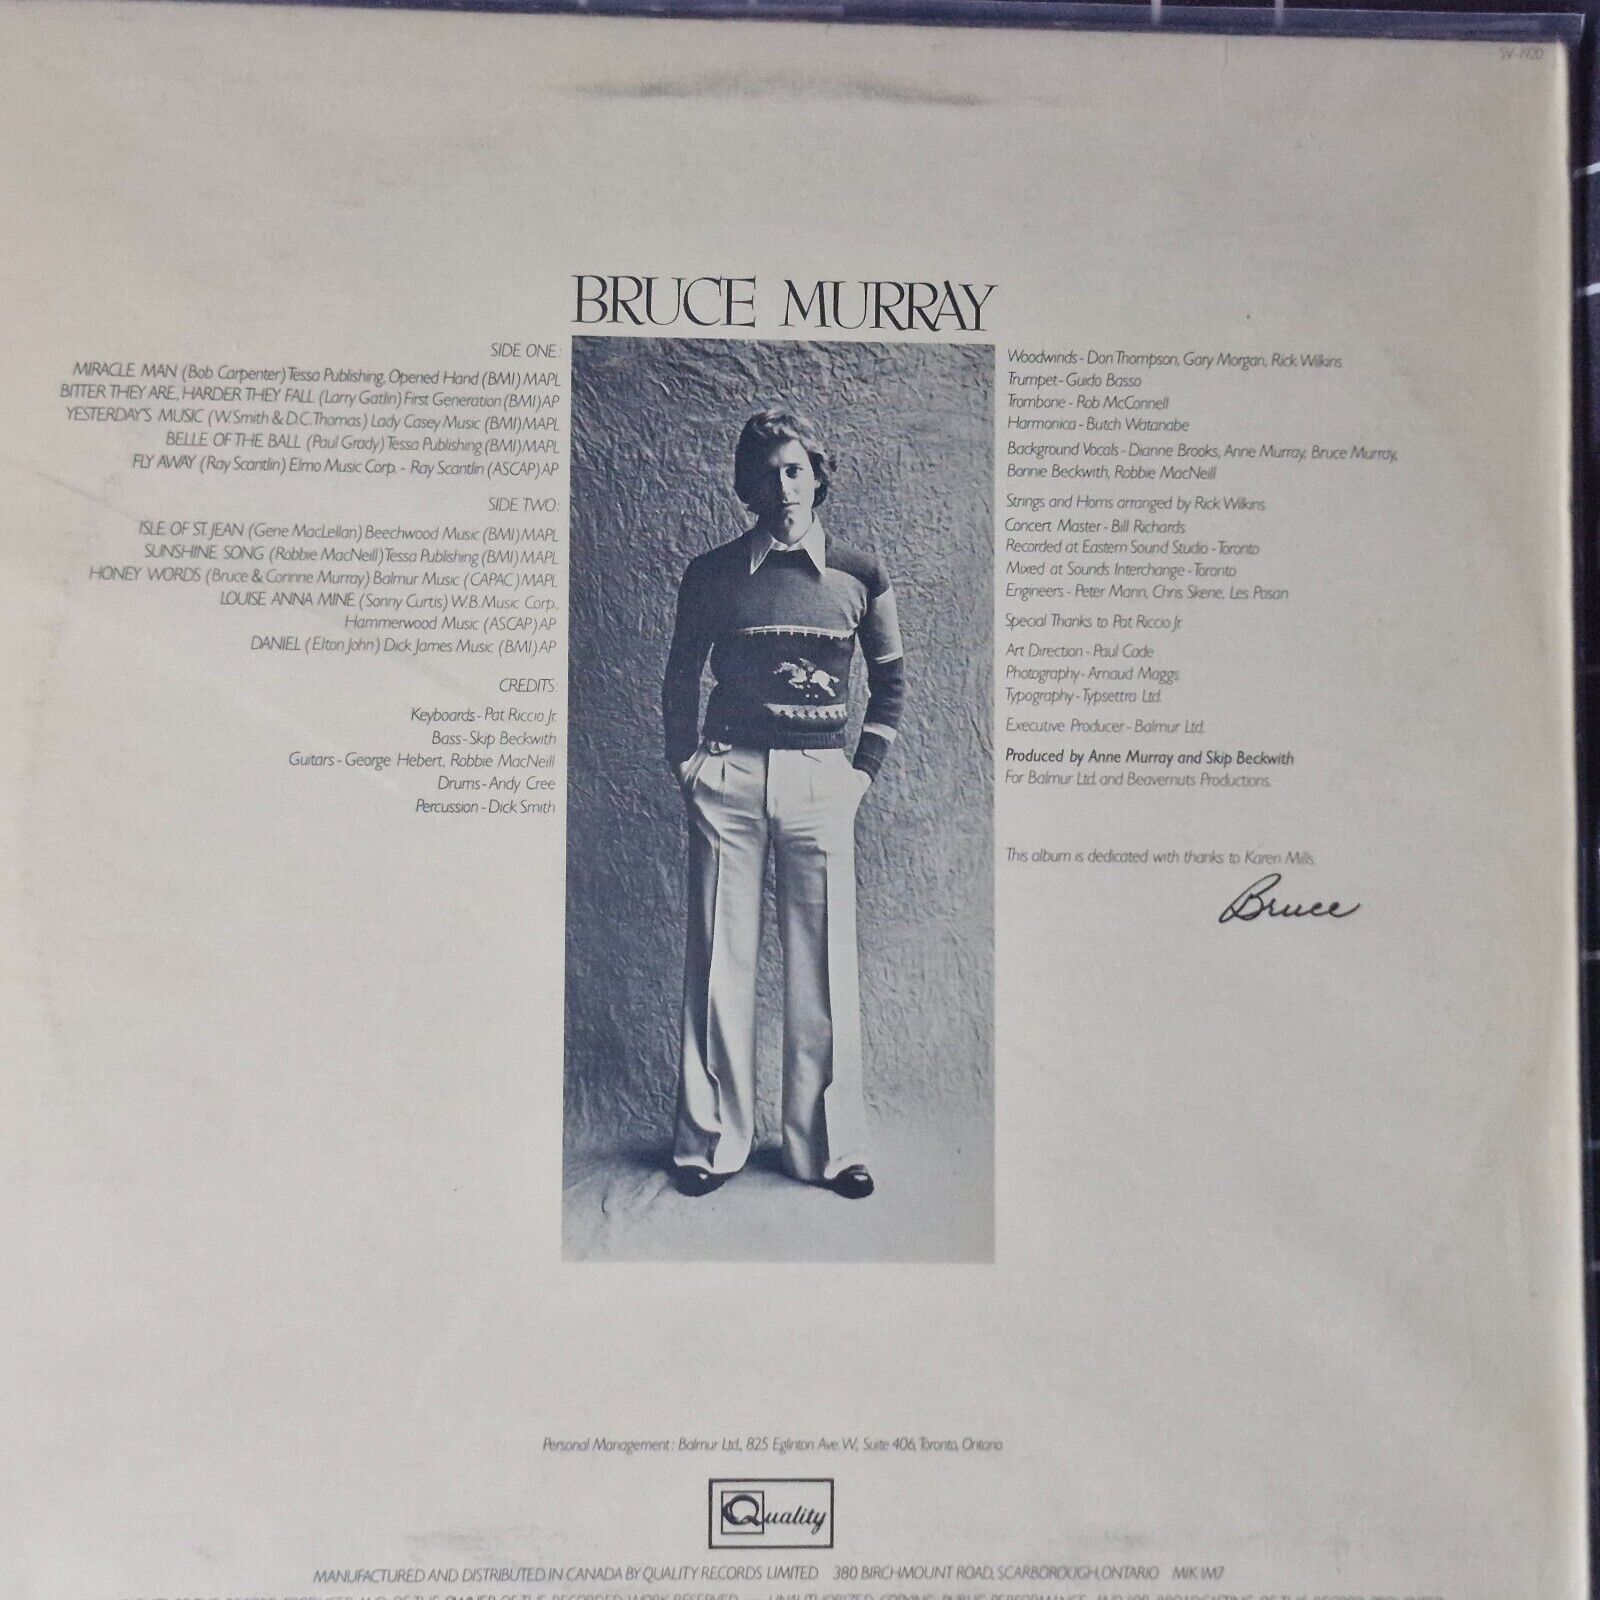 SV-1920
BRUCE MURRAY
SIDE ONE:
MIRACLE MAN (Bob Carpenter) Tessa Publishing, Opened Hand (BMI) MAPL
BITTER THEY ARE, HARDER THEY FALL (Larry Gatlin) First Generation (BMI) AP
YESTERDAY'S MUSIC (W. Smith & D.C. Thomas) Lady Casey Music (BMI) MAPL
BELLE OF THE BALL (Paul Grady) Tessa Publishing (BMI) MAPL
FLY AWAY (Ray Scantlin) Elmo Music Corp. - Ray Scantlin (ASCAP) AP
SIDE TWO:
ISLE OF ST. JEAN (Gene MacLellan) Beechwood Music (BMI) MAPL
SUNSHINE SONG (Robbie MacNeill) Tessa Publishing (BMI) MAPL
HONEY WORDS (Bruce & Corinne Murray) Balmur Music (CAPAC) MAPL
LOUISE ANNA MINE (Sonny Curtis) W.B. Music Corp.,
Hammerwood Music (ASCAP) AP
DANIEL (Elton John) Dick James Music (BMI) AP
CREDITS:
Keyboards - Pat Riccio Jr.
Bass - Skip Beckwith
Guitars - George Hebert, Robbie MacNeill
Drums - Andy Cree
Percussion - Dick Smith
Woodwinds - Don Thompson, Gary Morgan, Rick Wilkins
Trumpet - Guido Basso
Trombone - Rob McConnell
Harmonica - Butch Watanabe
Background Vocals - Dianne Brooks, Anne Murray, Bruce Murray,
Bonnie Beckwith, Robbie MacNeill
Strings and Horns arranged by Rick Wilkins
Concert Master - Bill Richards
Recorded at Eastern Sound Studio - Toronto
Mixed at Sounds Interchange - Toronto
Engineers - Peter Mann, Chris Skene, Les Posan
Special Thanks to Pat Riccio Jr.
Art Direction - Paul Cade
Photography - Arnaud Maggs
Typography - Typsettra Ltd.
Executive Producer - Balmur Ltd.
Produced by Anne Murray and Skip Beckwith
For Balmur Ltd. and Beavernuts Productions.
This album is dedicated with thanks to Karen Mills.
Bruce
Personal Management: Balmur Ltd., 825 Eglinton Ave. W., Suite 406, Toronto, Ontario
Quality
MANUFACTURED AND DISTRIBUTED IN CANADA BY QUALITY RECORDS LIMITED 380 BIRCHMOUNT ROAD, SCARBOROUGH, ONTARIO M1K 1M7